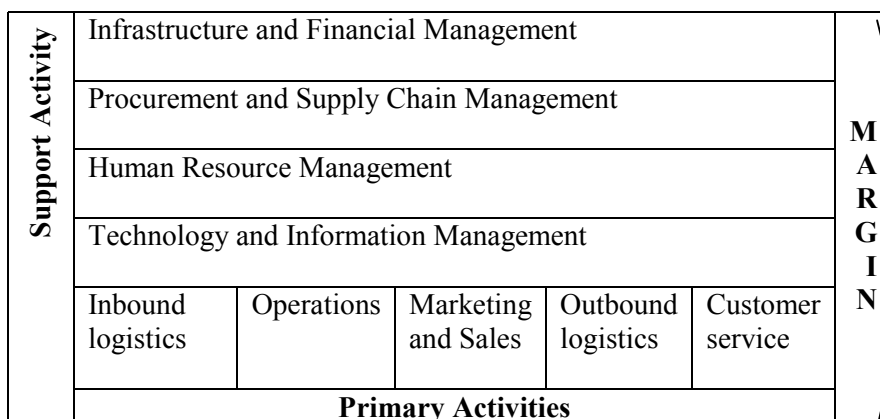 Support Activity
Infrastructure and Financial Management
Procurement and Supply Chain Management
Human Resource Management
Technology and Information Management
Inbound
logistics
Operations
Marketing
and Sales
Outbound
logistics
Customer
service
Primary Activities
M
A
R
G
I
N